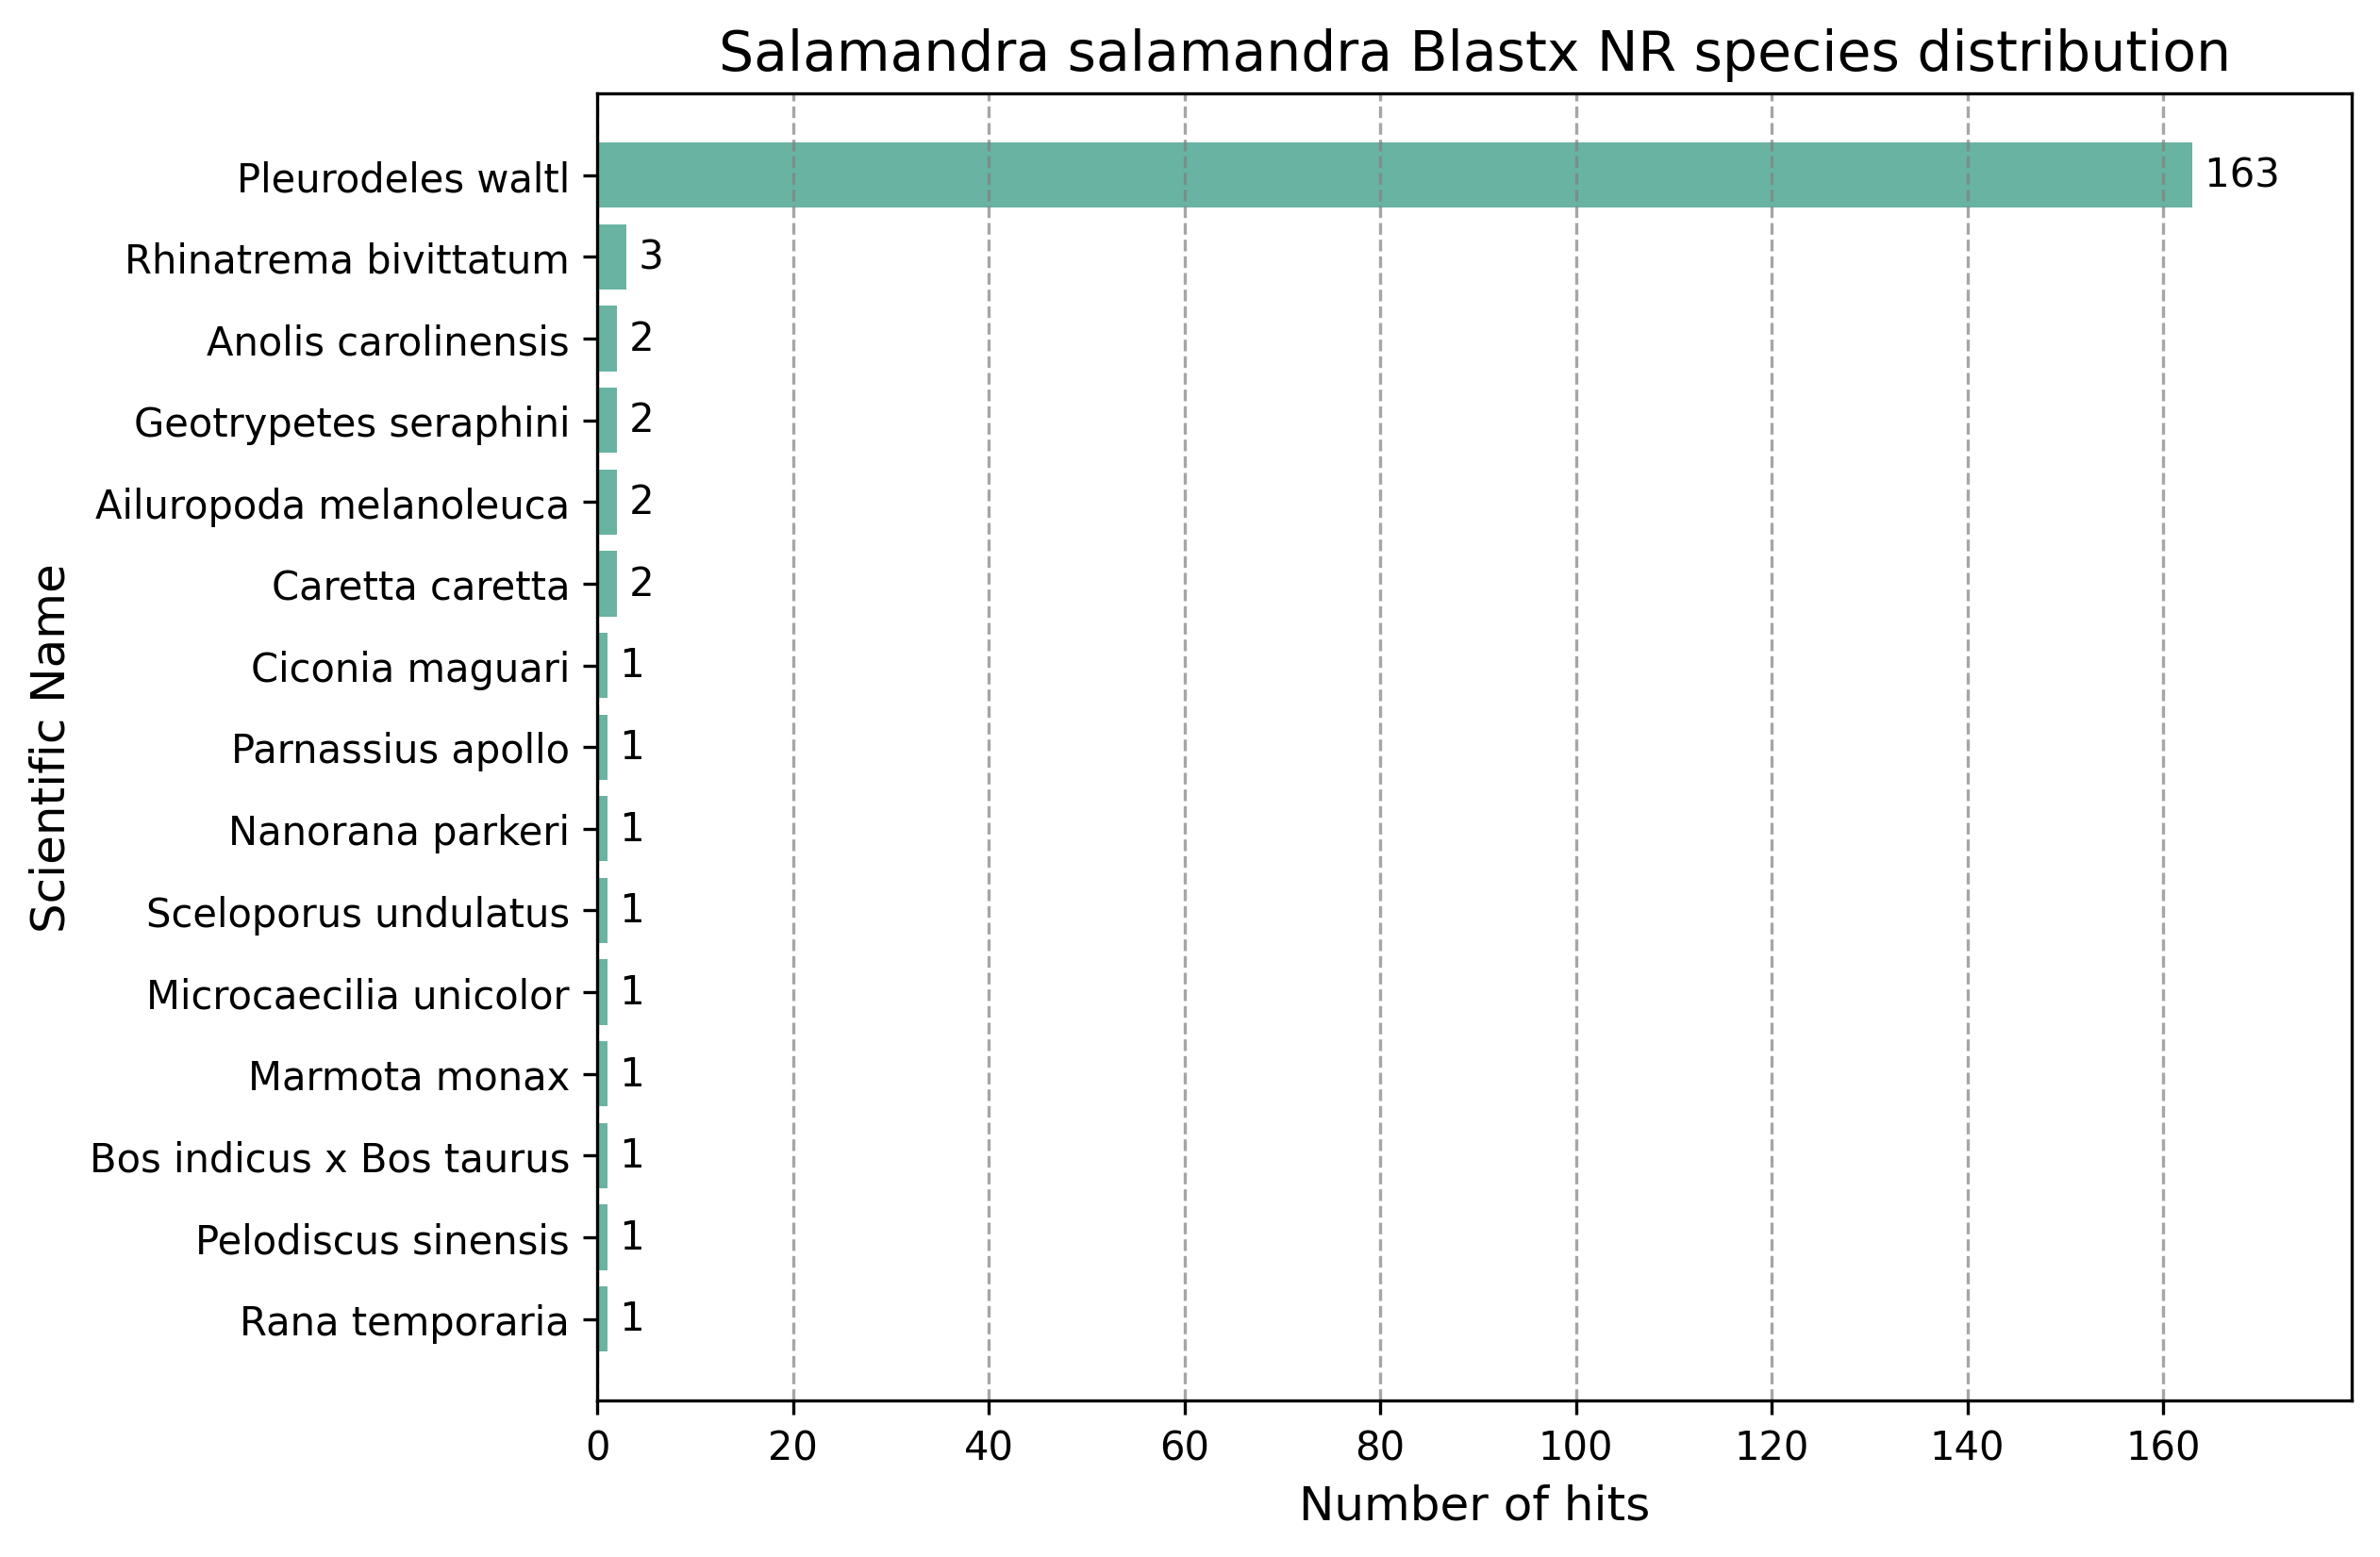 Salamandra salamandra Blastx NR species distribution
Scientific Name
Pleurodeles waltl 163
Rhinatrema bivittatum 3
Anolis carolinensis 2
Geotrypetes seraphini 2
Ailuropoda melanoleuca 2
Caretta caretta 2
Ciconia maguari 1
Parnassius apollo 1
Nanorana parkeri 1
Sceloporus undulatus 1
Microcaecilia unicolor 1
Marmota monax 1
Bos indicus x Bos taurus 1
Pelodiscus sinensis 1
Rana temporaria 1
0 20 40 60 80 100 120 140 160
Number of hits